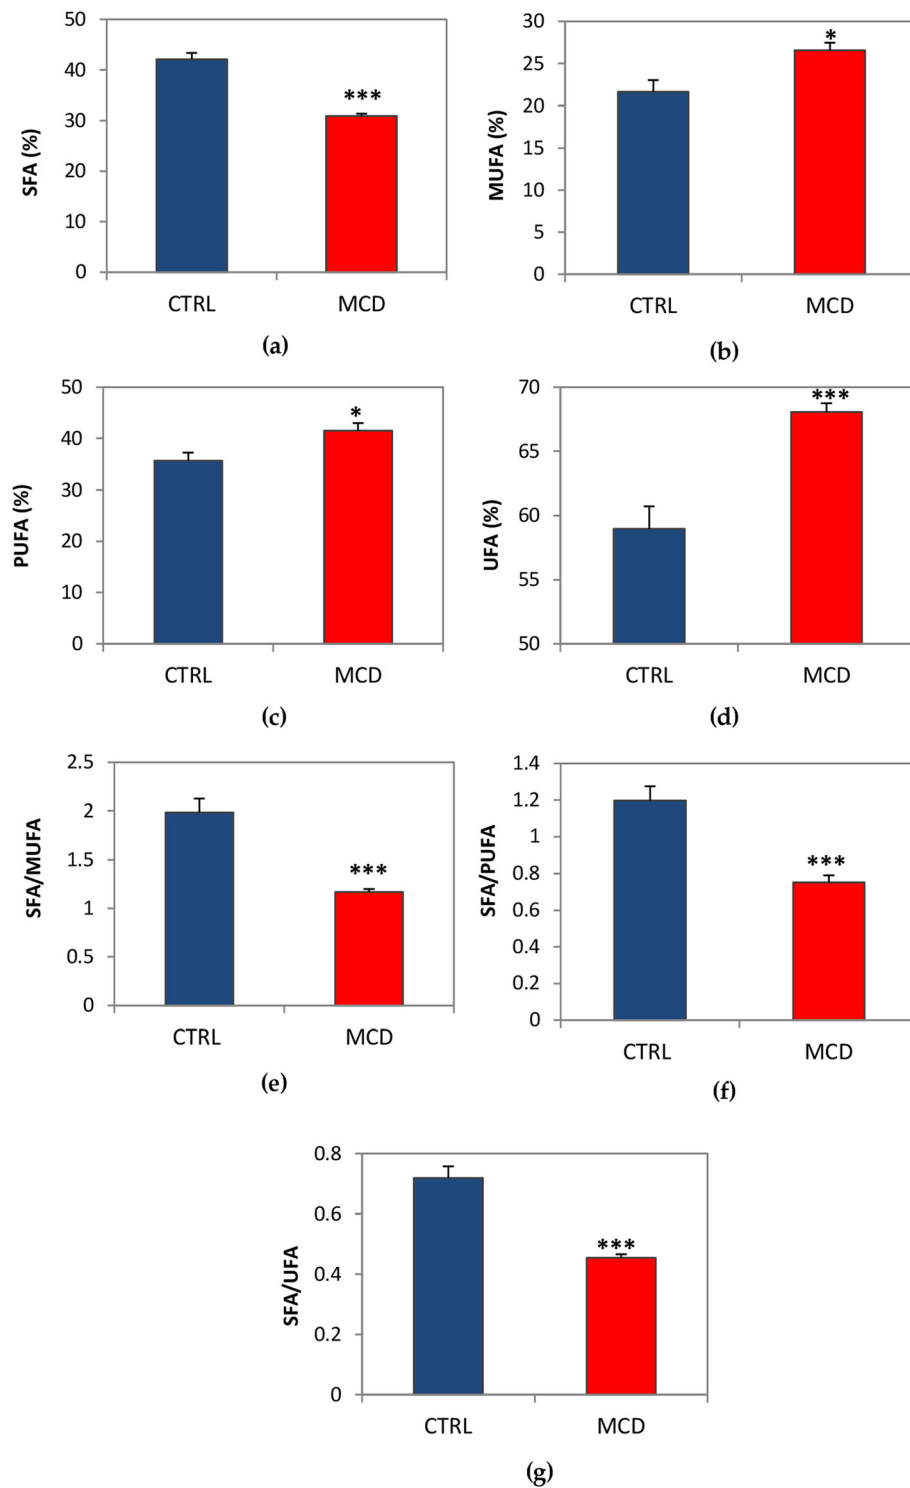 50
40
30
20
10
0
SFA (%)
***
CTRL
MCD
(a)
30
25
20
15
10
5
0
MUFA (%)
*
CTRL
MCD
(b)
50
40
30
20
10
0
PUFA (%)
*
CTRL
MCD
(c)
70
65
60
55
50
UFA (%)
***
CTRL
MCD
(d)
2.5
2
1.5
1
0.5
0
SFA/MUFA
***
CTRL
MCD
(e)
1.4
1.2
1
0.8
0.6
0.4
0.2
0
SFA/PUFA
***
CTRL
MCD
(f)
0.8
0.6
0.4
0.2
0
SFA/UFA
***
CTRL
MCD
(g)